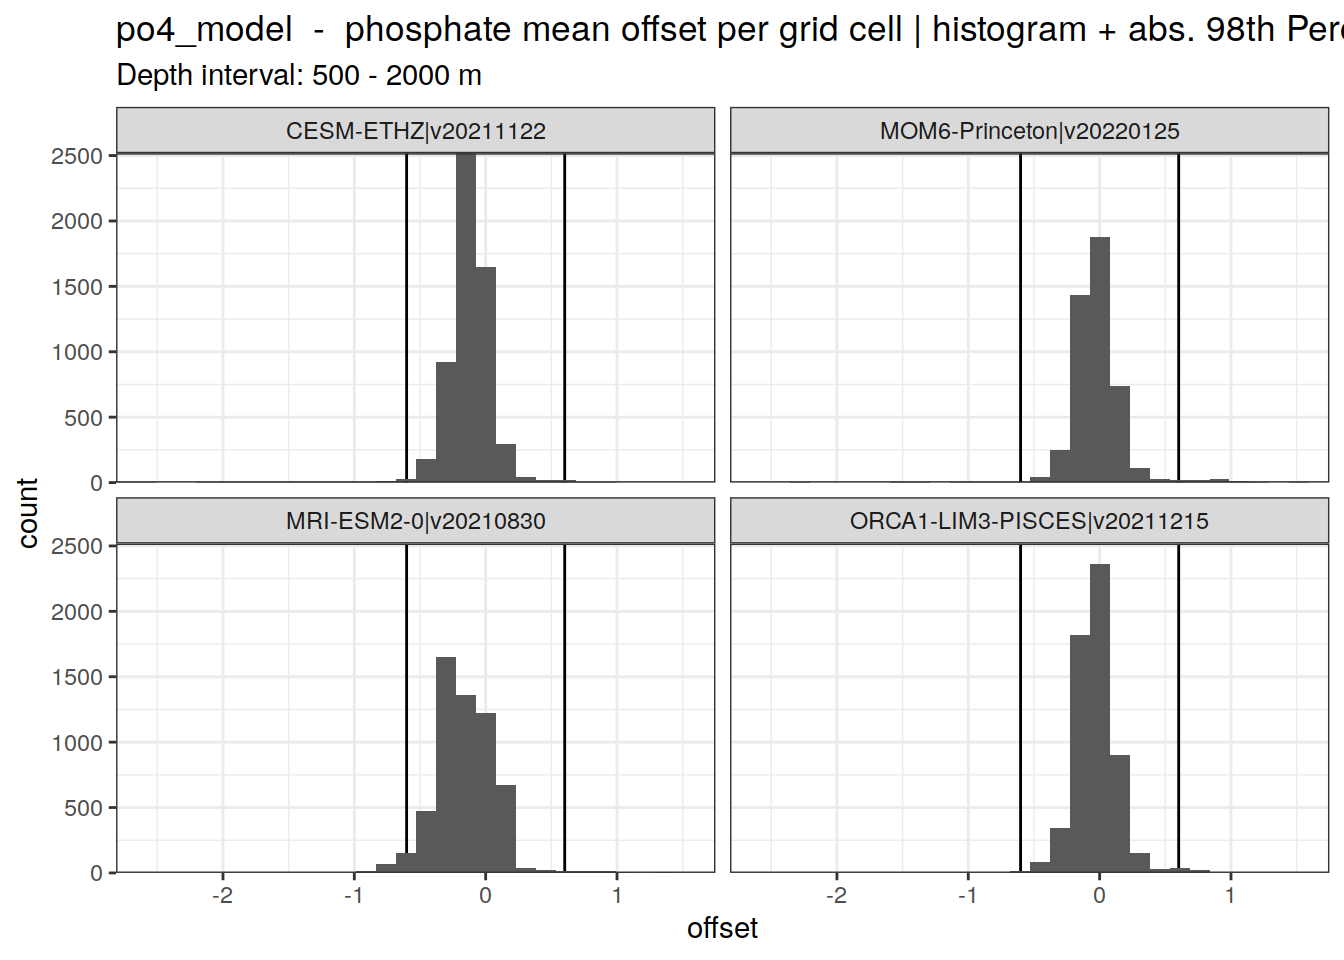 po4_model - phosphate mean offset per grid cell | histogram + abs. 98th
Depth interval: 500 - 2000 m
CESM-ETHZ|v20211122
MOM6-Princeton|v20220125
2500
2000
1500
1000
500
0
MRI-ESM2-0|v20210830
ORCA1-LIM3-PISCES|v20211215
2500
2000
1500
1000
500
0
count
-2 -1 0 1 -2 -1 0 1
offset